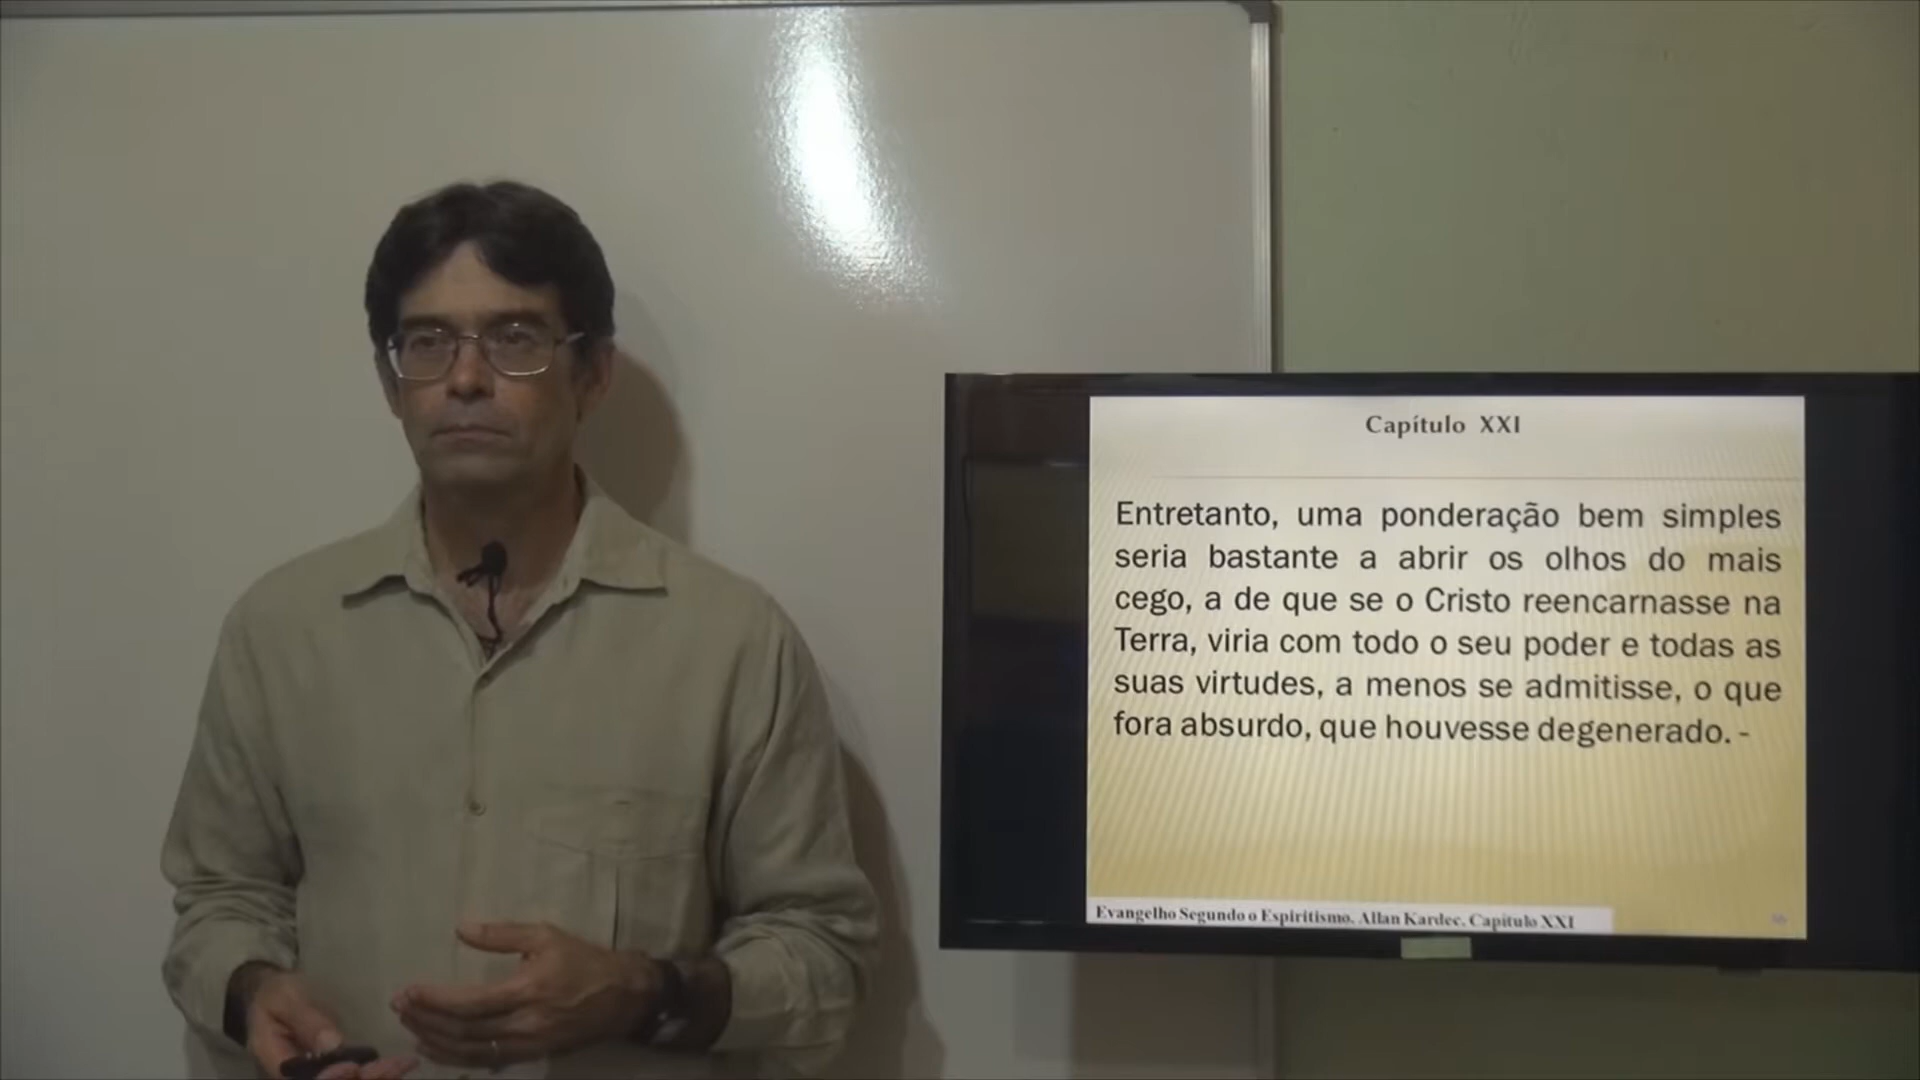 Capítulo XXI
Entretanto, uma ponderação bem simples
seria bastante a abrir os olhos do mais
cego, a de que se o Cristo reencarnasse na
Terra, viria com todo o seu poder e todas as
suas virtudes, a menos se admitisse, o que
fora absurdo, que houvesse degenerado. -
Evangelho Segundo o Espiritismo. Allan Kardec. Capítulo XXI